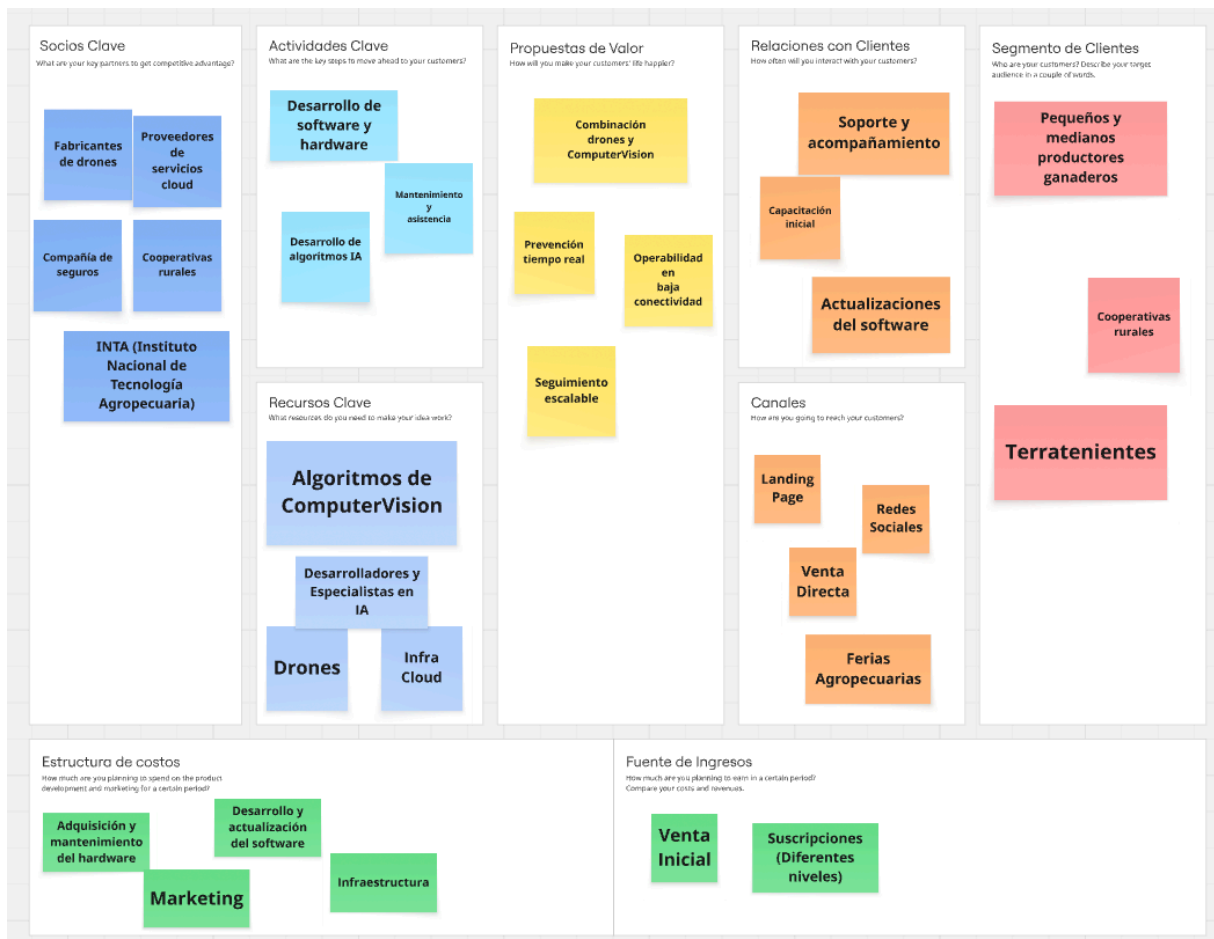 Socios Clave
What are your key partners to get competitive advantage?
Fabricantes
de drones
Proveedores
de
servicios
cloud
Compañía de
seguros
Cooperativas
rurales
INTA (Instituto
Nacional de
Tecnología
Agropecuaria)
Actividades Clave
What are the key steps to move ahead to your customers?
Desarrollo de
software y
hardware
Mantenimiento
y
asistencia
Desarrollo de
algoritmos IA
Recursos Clave
What resources do you need to make your idea work?
Algoritmos de
ComputerVision
Desarrolladores y
Especialistas en
IA
Drones
Infra
Cloud
Propuestas de Valor
How will you make your customers' life happier?
Combinación
drones y
ComputerVision
Prevención
tiempo real
Operabilidad
en
baja
conectividad
Seguimiento
escalable
Relaciones con Clientes
How often will you interact with your customers?
Soporte y
acompañamiento
Capacitación
inicial
Actualizaciones
del software
Canales
How are you going to reach your customers?
Landing
Page
Redes
Sociales
Venta
Directa
Ferias
Agropecuarias
Segmento de Clientes
Who are your customers? Describe your target
audience in a couple of words.
Pequeños y
medianos
productores
ganaderos
Cooperativas
rurales
Terratenientes
Estructura de costos
How much are you planning to spend on the product
development and marketing for a certain period?
Adquisición y
mantenimiento
del hardware
Desarrollo y
actualización
del software
Marketing
Infraestructura
Fuente de Ingresos
How much are you planning to earn in a certain period?
Compare your costs and revenues.
Venta
Inicial
Suscripciones
(Diferentes
niveles)